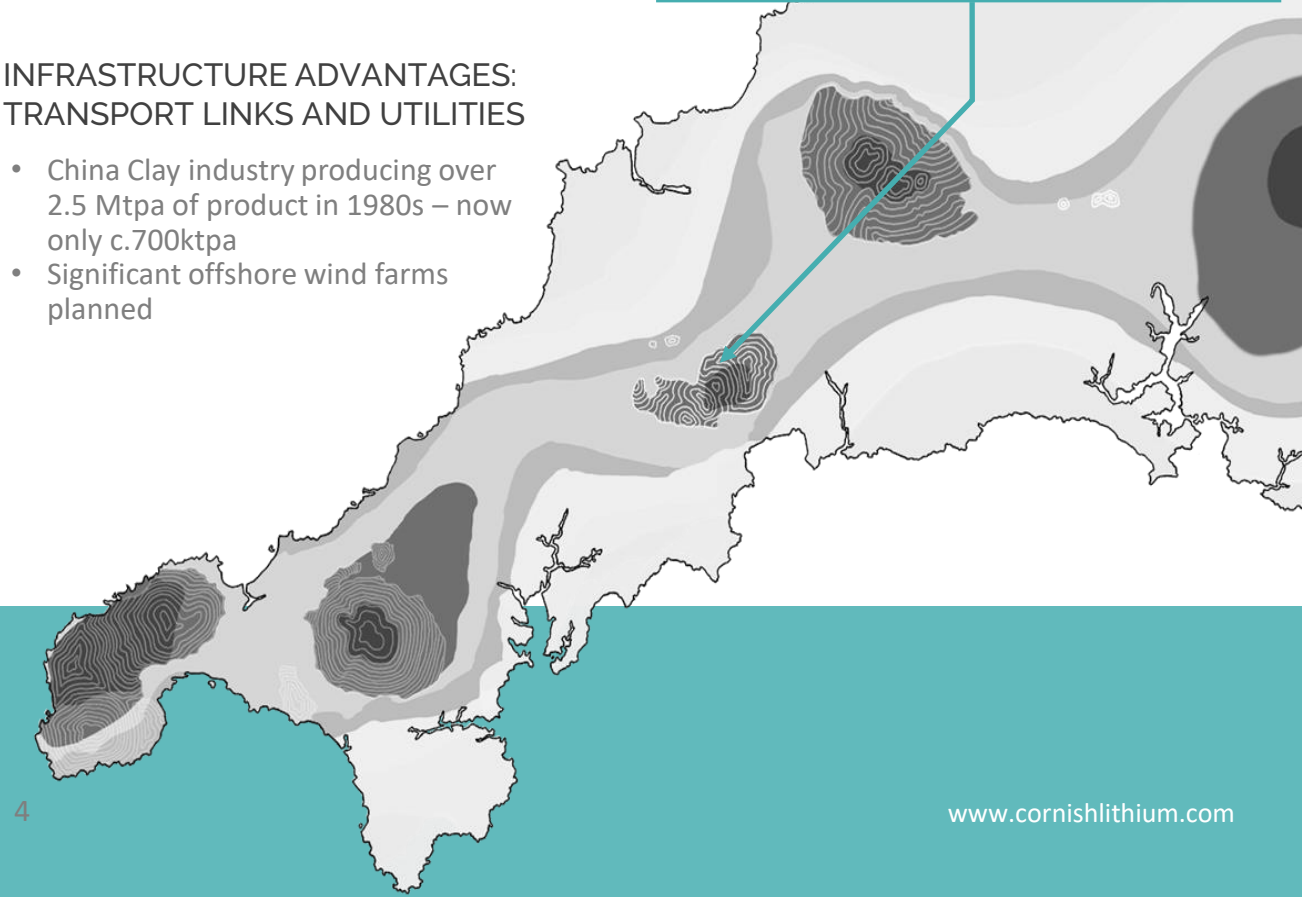 INFRASTRUCTURE ADVANTAGES:
TRANSPORT LINKS AND UTILITIES
• China Clay industry producing over
2.5 Mtpa of product in 1980s – now
only c.700ktpa
• Significant offshore wind farms
planned
4
www.cornishlithium.com